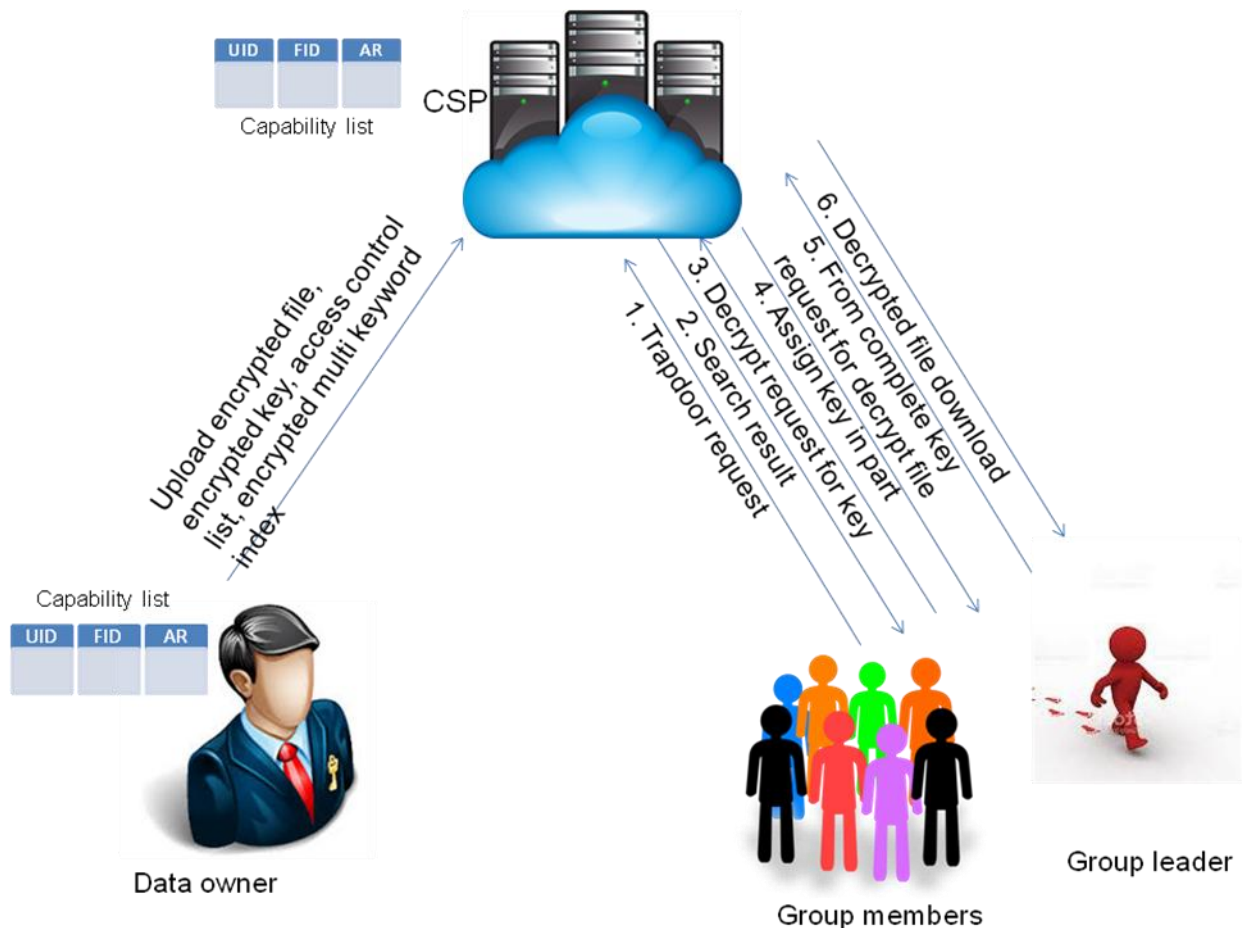 UID FID AR
Capability list
CSP
Upload encrypted file,
encrypted key, access control
list, encrypted multi keyword
index
1. Trapdoor request
2. Search result
3. Decrypt request for key
4. Assign key in part
request for decrypt file
5. From complete key
6. Decrypted file download
Capability list
UID FID AR
Data owner
Group members
Group leader